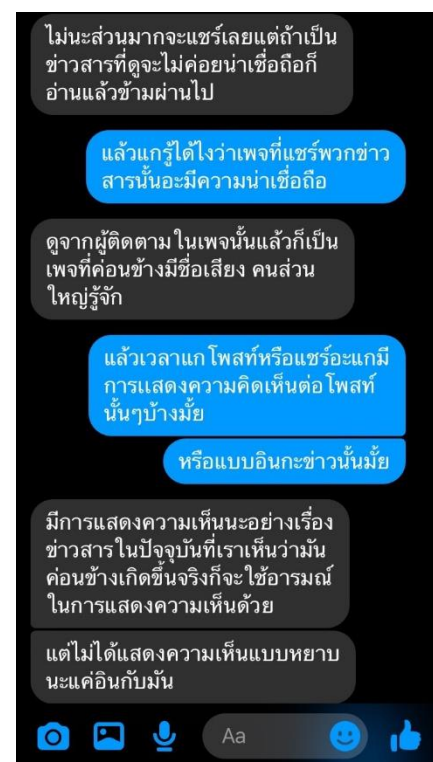 ไม่นะส่วนมากจะแชร์เลยแต่ถ้าเป็น
ข่าวสารที่ดูจะไม่ค่อยน่าเชื่อถือก็
อ่านแล้วข้ามผ่านไป
แล้วแกรู้ได้ไงว่าเพจที่แชร์พวกข่าว
สารนั้นอะมีความน่าเชื่อถือ
ดูจากผู้ติดตามในเพจนั้นแล้วก็เป็น
เพจที่ค่อนข้างมีชื่อเสียง คนส่วน
ใหญ่รู้จัก
แล้วเวลาแกโพสท์หรือแชร์อะแกมี
การแสดงความคิดเห็นต่อโพสท์
นั้นๆบ้างมั้ย
หรือแบบอินกะข่าวนั้นมั้ย
มีการแสดงความเห็นนะอย่างเรื่อง
ข่าวสารในปัจจุบันที่เราเห็นว่ามัน
ค่อนข้างเกิดขึ้นจริงก็จะใช้อารมณ์
ในการแสดงความเห็นด้วย
แต่ไม่ได้แสดงความเห็นแบบหยาบ
นะแค่อินกับมัน
Aa